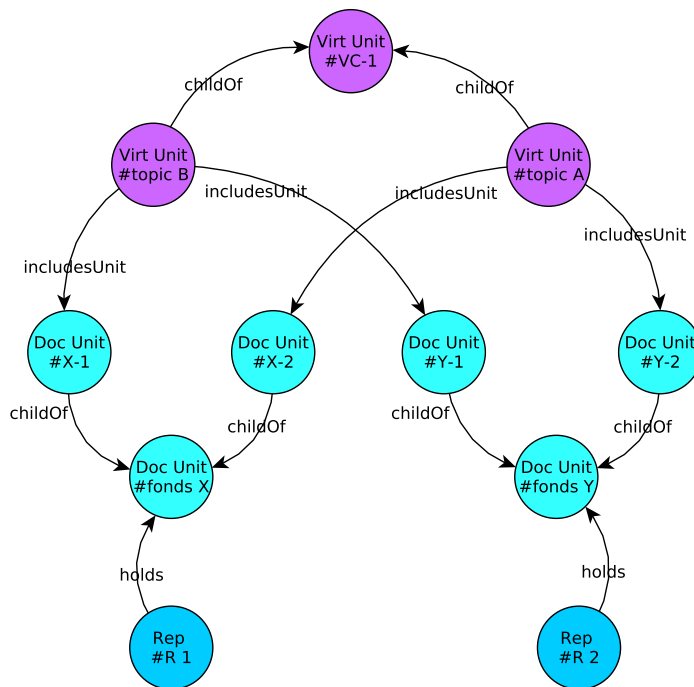 Virt Unit
#VC-1
childOf
childOf
Virt Unit
#topic B
Virt Unit
#topic A
includesUnit
includesUnit
includesUnit
includesUnit
Doc Unit
#X-1
Doc Unit
#X-2
Doc Unit
#Y-1
Doc Unit
#Y-2
childOf
childOf
childOf
childOf
Doc Unit
#fonds X
Doc Unit
#fonds Y
holds
holds
Rep
#R 1
Rep
#R 2